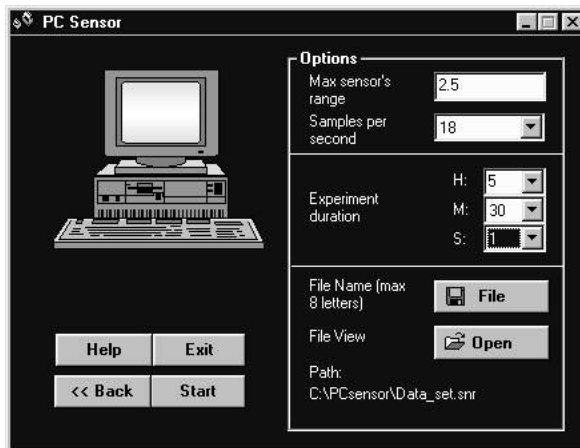 PC Sensor
Options
Max sensor's
range
2.5
Samples per
second
18
Experiment
duration
H: 5
M: 30
S: 1
File Name (max
8 letters)
File
File View
Open
Path:
C:\PCsensor\Data_set.snr
Help
Exit
<< Back
Start